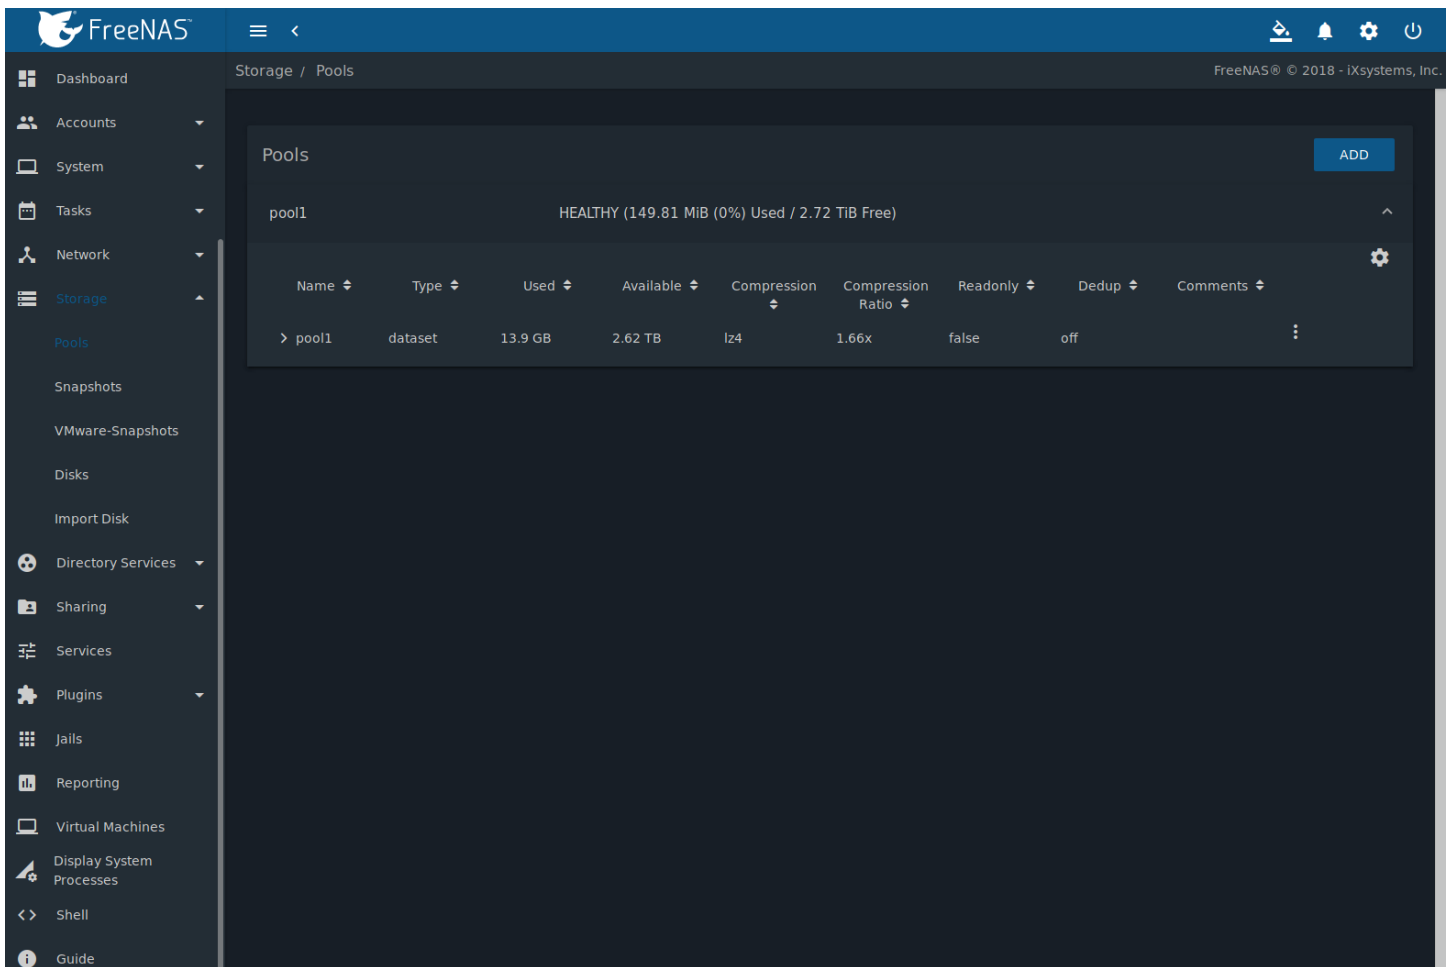 FreeNAS™
Storage / Pools
FreeNAS® © 2018 - iXsystems, Inc.
Dashboard
Accounts
System
Tasks
Network
Storage
Pools
Snapshots
VMware-Snapshots
Disks
Import Disk
Directory Services
Sharing
Services
Plugins
Jails
Reporting
Virtual Machines
Display System
Processes
Shell
Guide
Pools
ADD
pool1 HEALTHY (149.81 MiB (0%) Used / 2.72 TiB Free)
Name Type Used Available Compression Compression Readonly Dedup Comments
Ratio
pool1 dataset 13.9 GB 2.62 TB lz4 1.66x false off